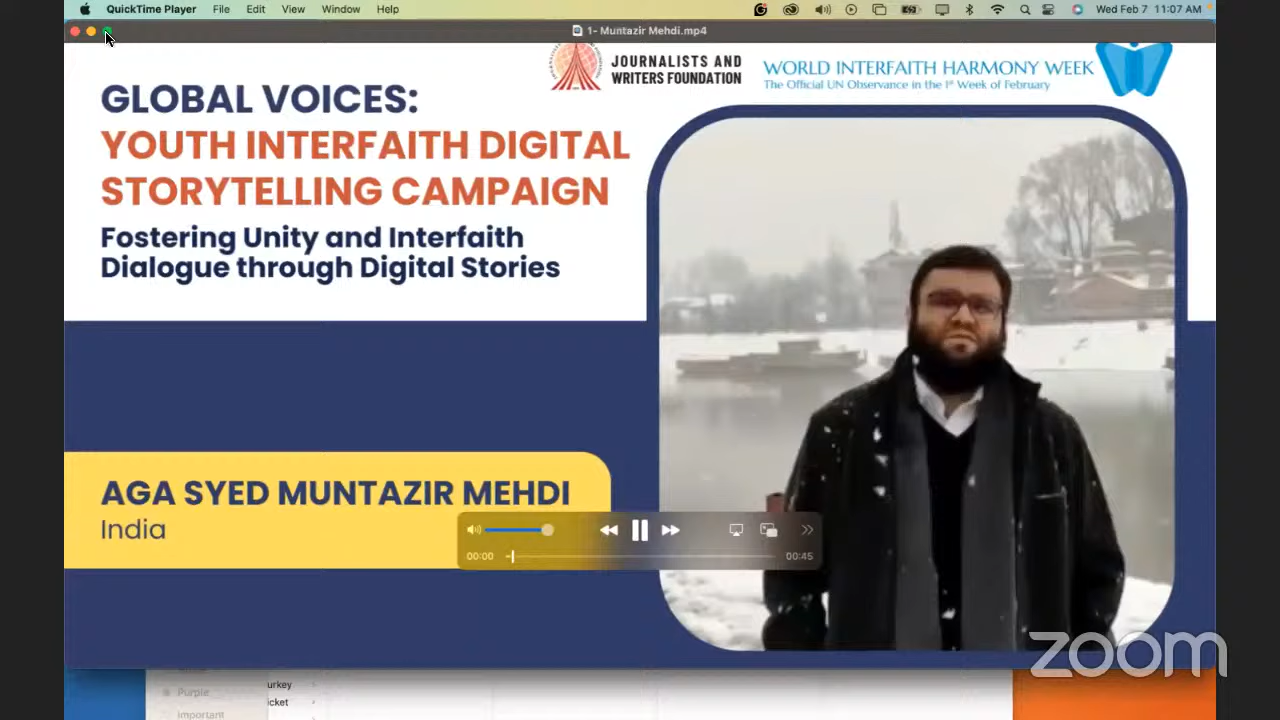 QuickTime Player File Edit View Window Help Wed Feb 7 11:07 AM
1- Muntazir Mehdi.mp4
JOURNALISTS AND
WRITERS FOUNDATION
WORLD INTERFAITH HARMONY WEEK
The Official UN Observance in the 1st Week of February
GLOBAL VOICES:
YOUTH INTERFAITH DIGITAL
STORYTELLING CAMPAIGN
Fostering Unity and Interfaith
Dialogue through Digital Stories
AGA SYED MUNTAZIR MEHDI
India
00:00 00:45
zoom
urkey
Purple
icket
Important